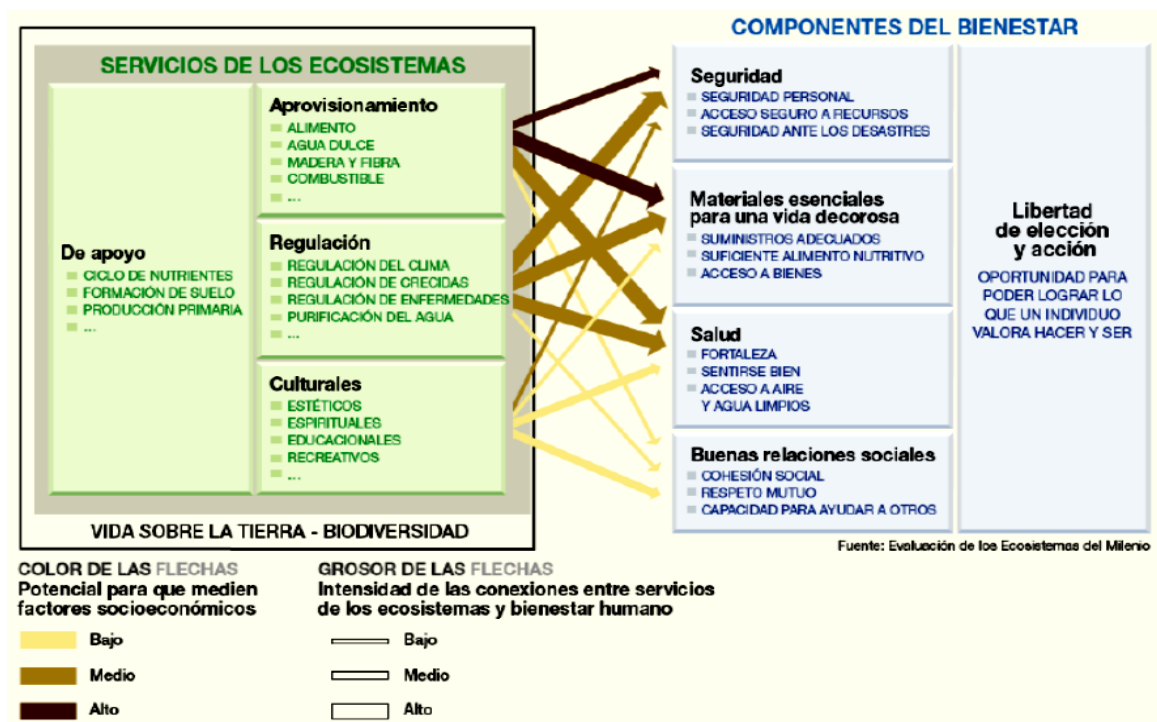 COMPONENTES DEL BIENESTAR
SERVICIOS DE LOS ECOSISTEMAS
De apoyo
CICLO DE NUTRIENTES
FORMACIÓN DE SUELO
PRODUCCIÓN PRIMARIA
...
Aprovisionamiento
ALIMENTO
AGUA DULCE
MADERA Y FIBRA
COMBUSTIBLE
...
Regulación
REGULACIÓN DEL CLIMA
REGULACIÓN DE CRECIDAS
REGULACIÓN DE ENFERMEDADES
PURIFICACIÓN DEL AGUA
...
Culturales
ESTÉTICOS
ESPIRITUALES
EDUCACIONALES
RECREATIVOS
...
VIDA SOBRE LA TIERRA - BIODIVERSIDAD
Seguridad
SEGURIDAD PERSONAL
ACCESO SEGURO A RECURSOS
SEGURIDAD ANTE LOS DESASTRES
Materiales esenciales
para una vida decorosa
SUMINISTROS ADECUADOS
SUFICIENTE ALIMENTO NUTRITIVO
ACCESO A BIENES
Salud
FORTALEZA
SENTIRSE BIEN
ACCESO A AIRE
Y AGUA LIMPIOS
Buenas relaciones sociales
COHESIÓN SOCIAL
RESPETO MUTUO
CAPACIDAD PARA AYUDAR A OTROS
Libertad
de elección
y acción
OPORTUNIDAD PARA
PODER LOGRAR LO
QUE UN INDIVIDUO
VALORA HACER Y SER
Fuente: Evaluación de los Ecosistemas del Milenio
COLOR DE LAS FLECHAS
Potencial para que medien
factores socioeconómicos
Bajo
Medio
Alto
GROSOR DE LAS FLECHAS
Intensidad de las conexiones entre servicios
de los ecosistemas y bienestar humano
Bajo
Medio
Alto